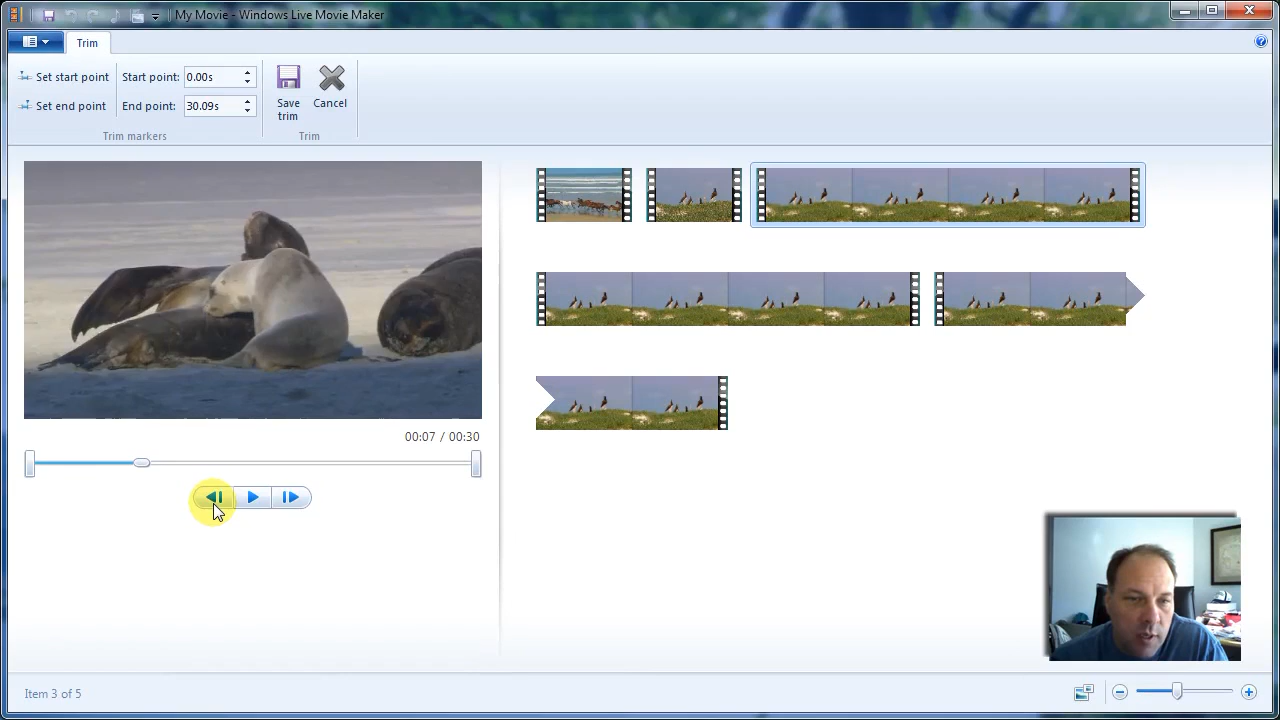 My Movie - Windows Live Movie Maker
Trim
Set start point
Start point: 0.00s
Set end point
End point: 30.09s
Save trim
Cancel
Trim markers
Trim
00:07 / 00:30
Item 3 of 5